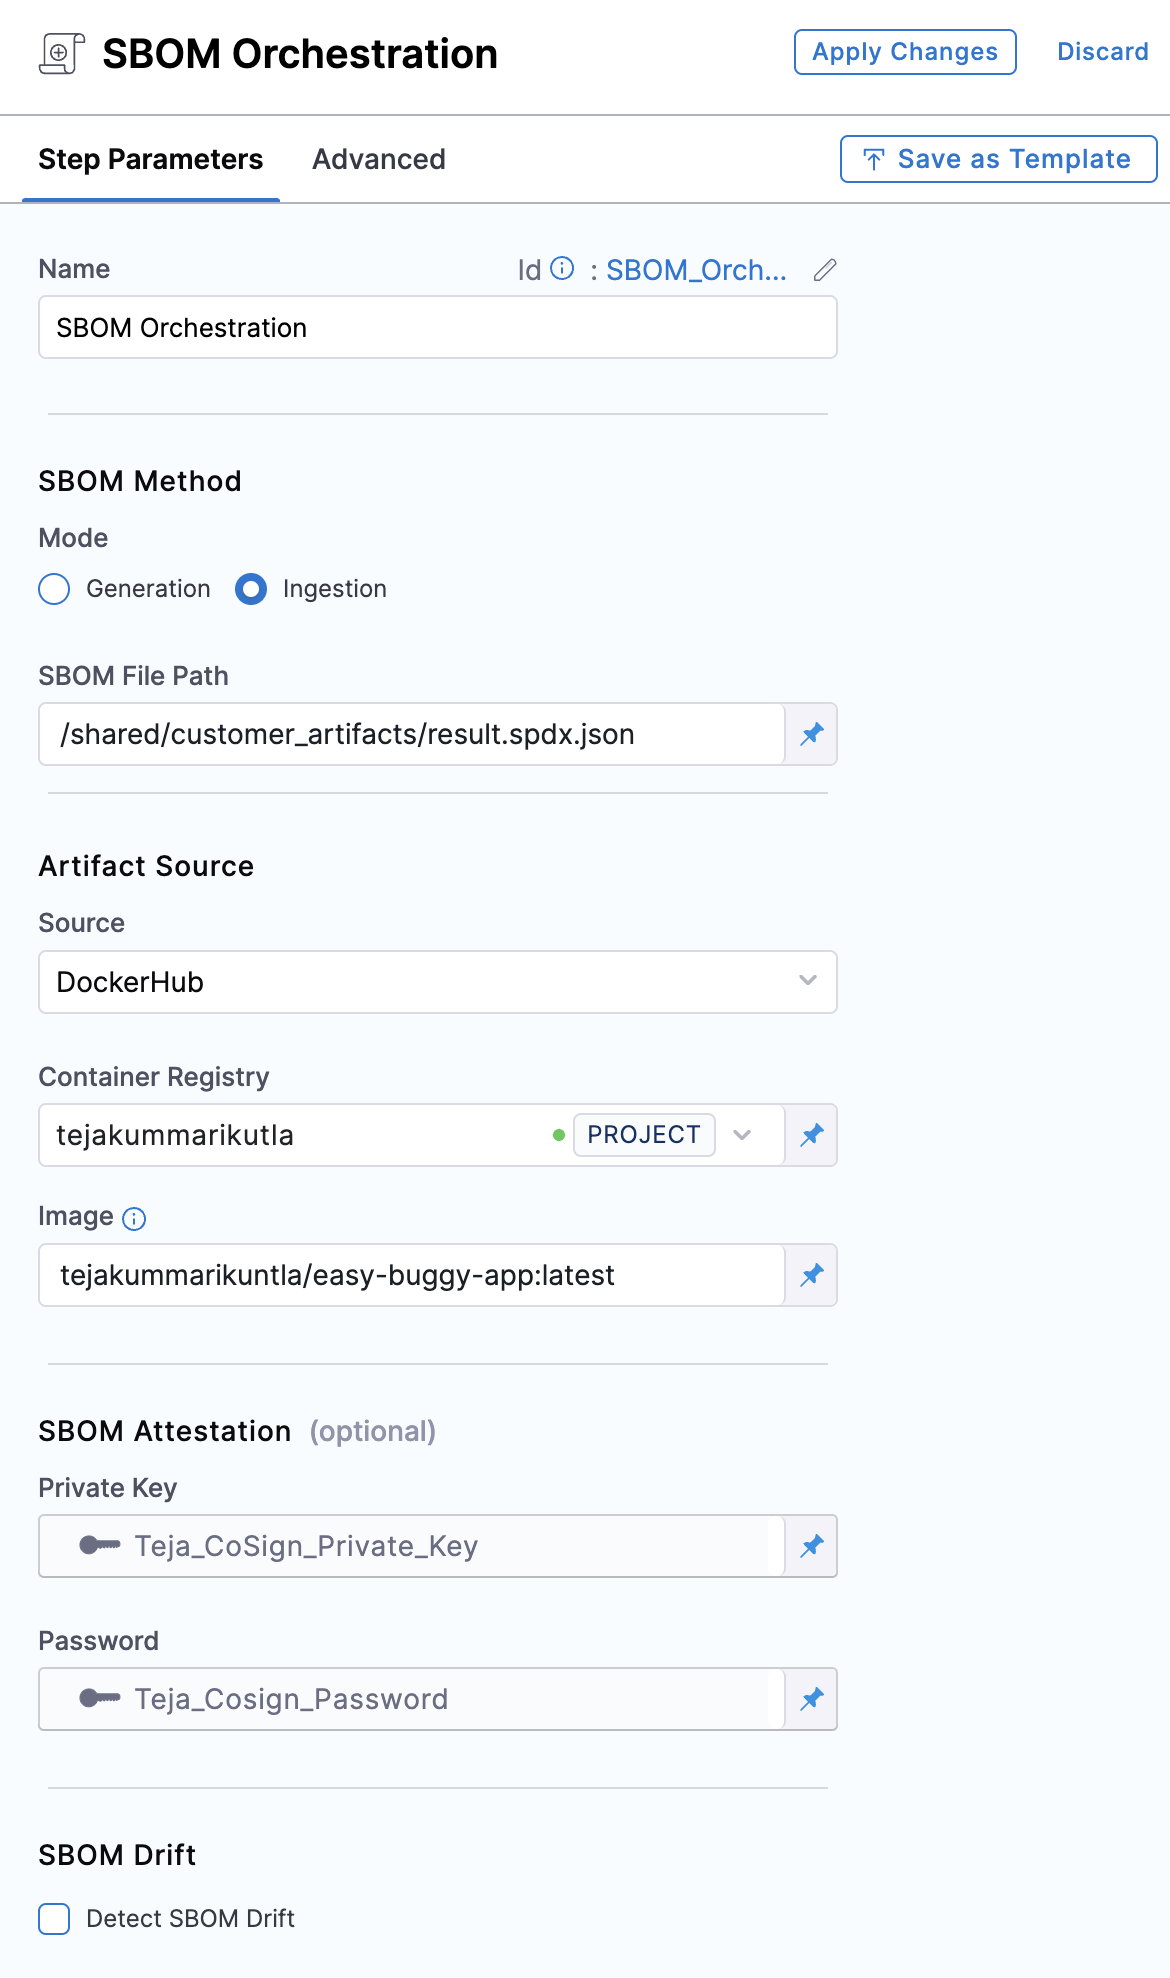 SBOM Orchestration
Apply Changes
Discard
Step Parameters
Advanced
Save as Template
Name
Id : SBOM_Orch...
SBOM Orchestration
SBOM Method
Mode
Generation
Ingestion
SBOM File Path
/shared/customer_artifacts/result.spdx.json
Artifact Source
Source
DockerHub
Container Registry
tejakummarikutla
PROJECT
Image
tejakummarikuntla/easy-buggy-app:latest
SBOM Attestation (optional)
Private Key
Teja_CoSign_Private_Key
Password
Teja_Cosign_Password
SBOM Drift
Detect SBOM Drift